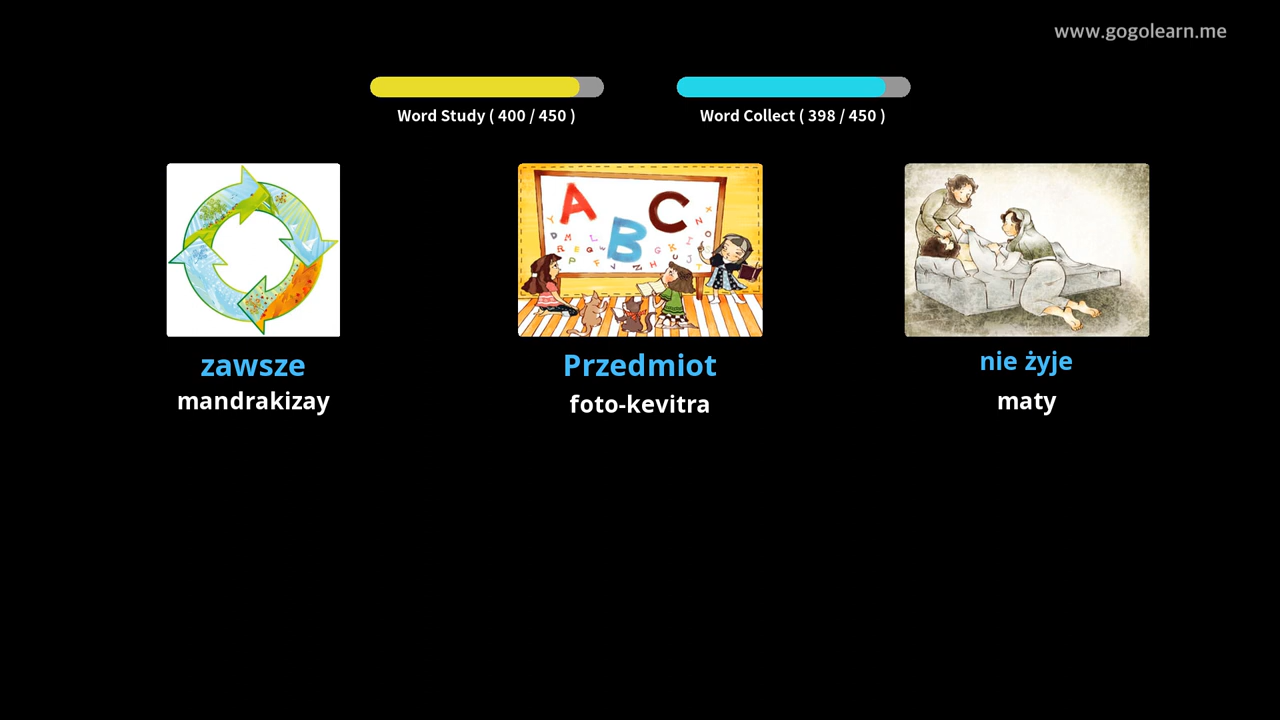 www.gogolearn.me
Word Study ( 400 / 450 )
Word Collect ( 398 / 450 )
A B C
zawsze
mandrakizay
Przedmiot
foto-kevitra
nie żyje
maty